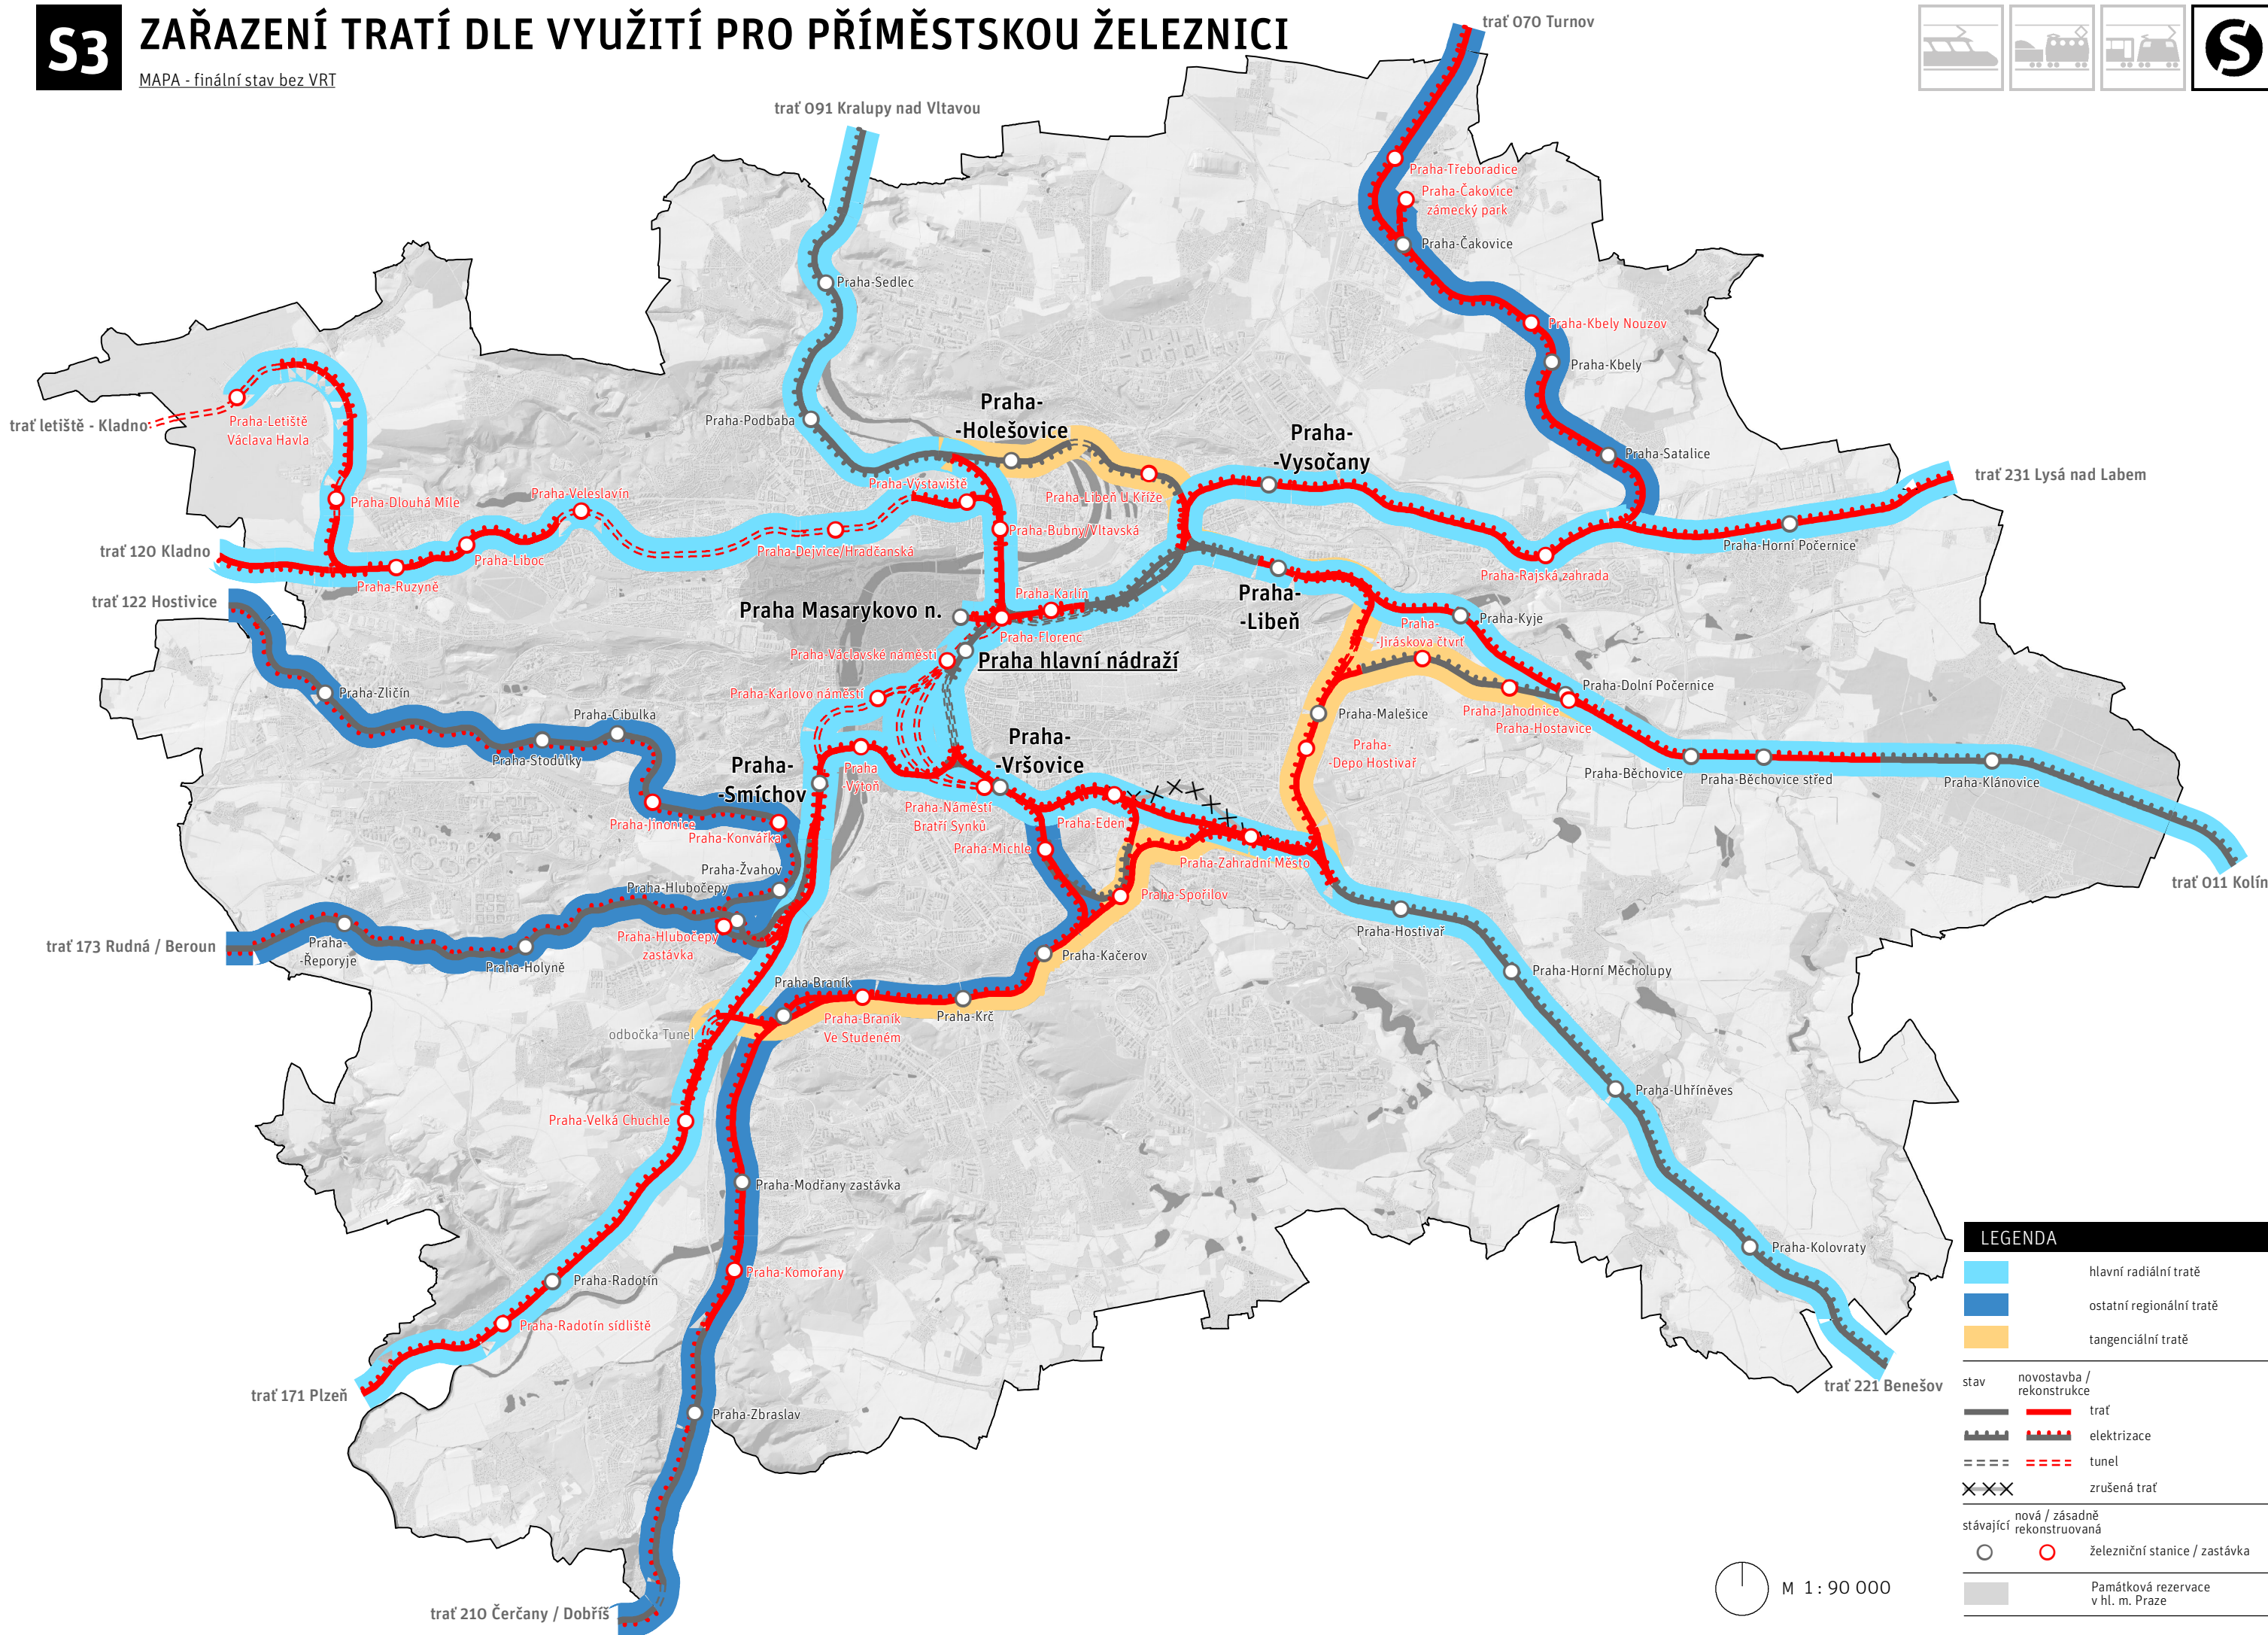 S3
ZAŘAZENÍ TRATÍ DLE VYUŽITÍ PRO PŘÍMĚSTSKOU ŽELEZNICI
MAPA - finální stav bez VRT
S
trať 070 Turnov
trať 091 Kralupy nad Vltavou
Praha-Třeboradice
Praha-Čakovice
zámecký park
Praha-Čakovice
Praha-Sedlec
Praha-Kbely Nouzov
Praha-Kbely
Praha-
-Holešovice
Praha-Podbaba
trať letiště - Kladno
Praha-Letiště
Václava Havla
Praha-
-Vysočany
Praha-Satalice
trať 231 Lysá nad Labem
Praha-Výstaviště
Praha-Libeň U Kříže
Praha-Veleslavín
Praha-Dlouhá Míle
Praha-Bubny/Vltavská
Praha-Horní Počernice
trať 120 Kladno
Praha-Dejvice/Hradčanská
Praha-Liboc
Praha-Ruzyně
Praha-Rajská zahrada
trať 122 Hostivice
Praha-Karlín
Praha-
-Libeň
Praha Masarykovo n.
Praha-Kyje
Praha-Florenc
Praha-
-Jiráskova čtvrť
Praha-Václavské náměstí
Praha hlavní nádraží
Praha-Zličín
Praha-Karlovo náměstí
Praha-Dolní Počernice
Praha-Cibulka
Praha-Malešice
Praha-Jahodnice
Praha-Hostavice
Praha-Stodůlky
Praha-
-Vršovice
Praha-
-Depo Hostivař
Praha-
-Smíchov
Praha
-Výtoň
Praha-Běchovice
Praha-Běchovice střed
Praha-Klánovice
Praha-Náměstí
Bratří Synků
Praha-Jinonice
Praha-Konvářka
Praha-Eden
Praha-Michle
Praha-Zahradní Město
Praha-Žvahov
Praha-Hlubočepy
trať 011 Kolín
Praha-Spořilov
Praha-Hostivař
Praha-Hlubočepy
zastávka
trať 173 Rudná / Beroun
Praha-
-Řeporyje
Praha-Holyně
Praha-Kačerov
Praha-Horní Měcholupy
Praha-Braník
Praha-Braník
Ve Studeném
Praha-Krč
odbočka Tunel
Praha-Uhříněves
Praha-Velká Chuchle
Praha-Modřany zastávka
Praha-Kolovraty
Praha-Komořany
Praha-Radotín
Praha-Radotín sídliště
trať 171 Plzeň
trať 221 Benešov
Praha-Zbraslav
trať 210 Čerčany / Dobříš
M 1 : 90 000
LEGENDA
hlavní radiální tratě
ostatní regionální tratě
tangenciální tratě
stav
novostavba /
rekonstrukce
trať
elektrizace
tunel
zrušená trať
stávající
nová / zásadně
rekonstruovaná
železniční stanice / zastávka
Památková rezervace
v hl. m. Praze